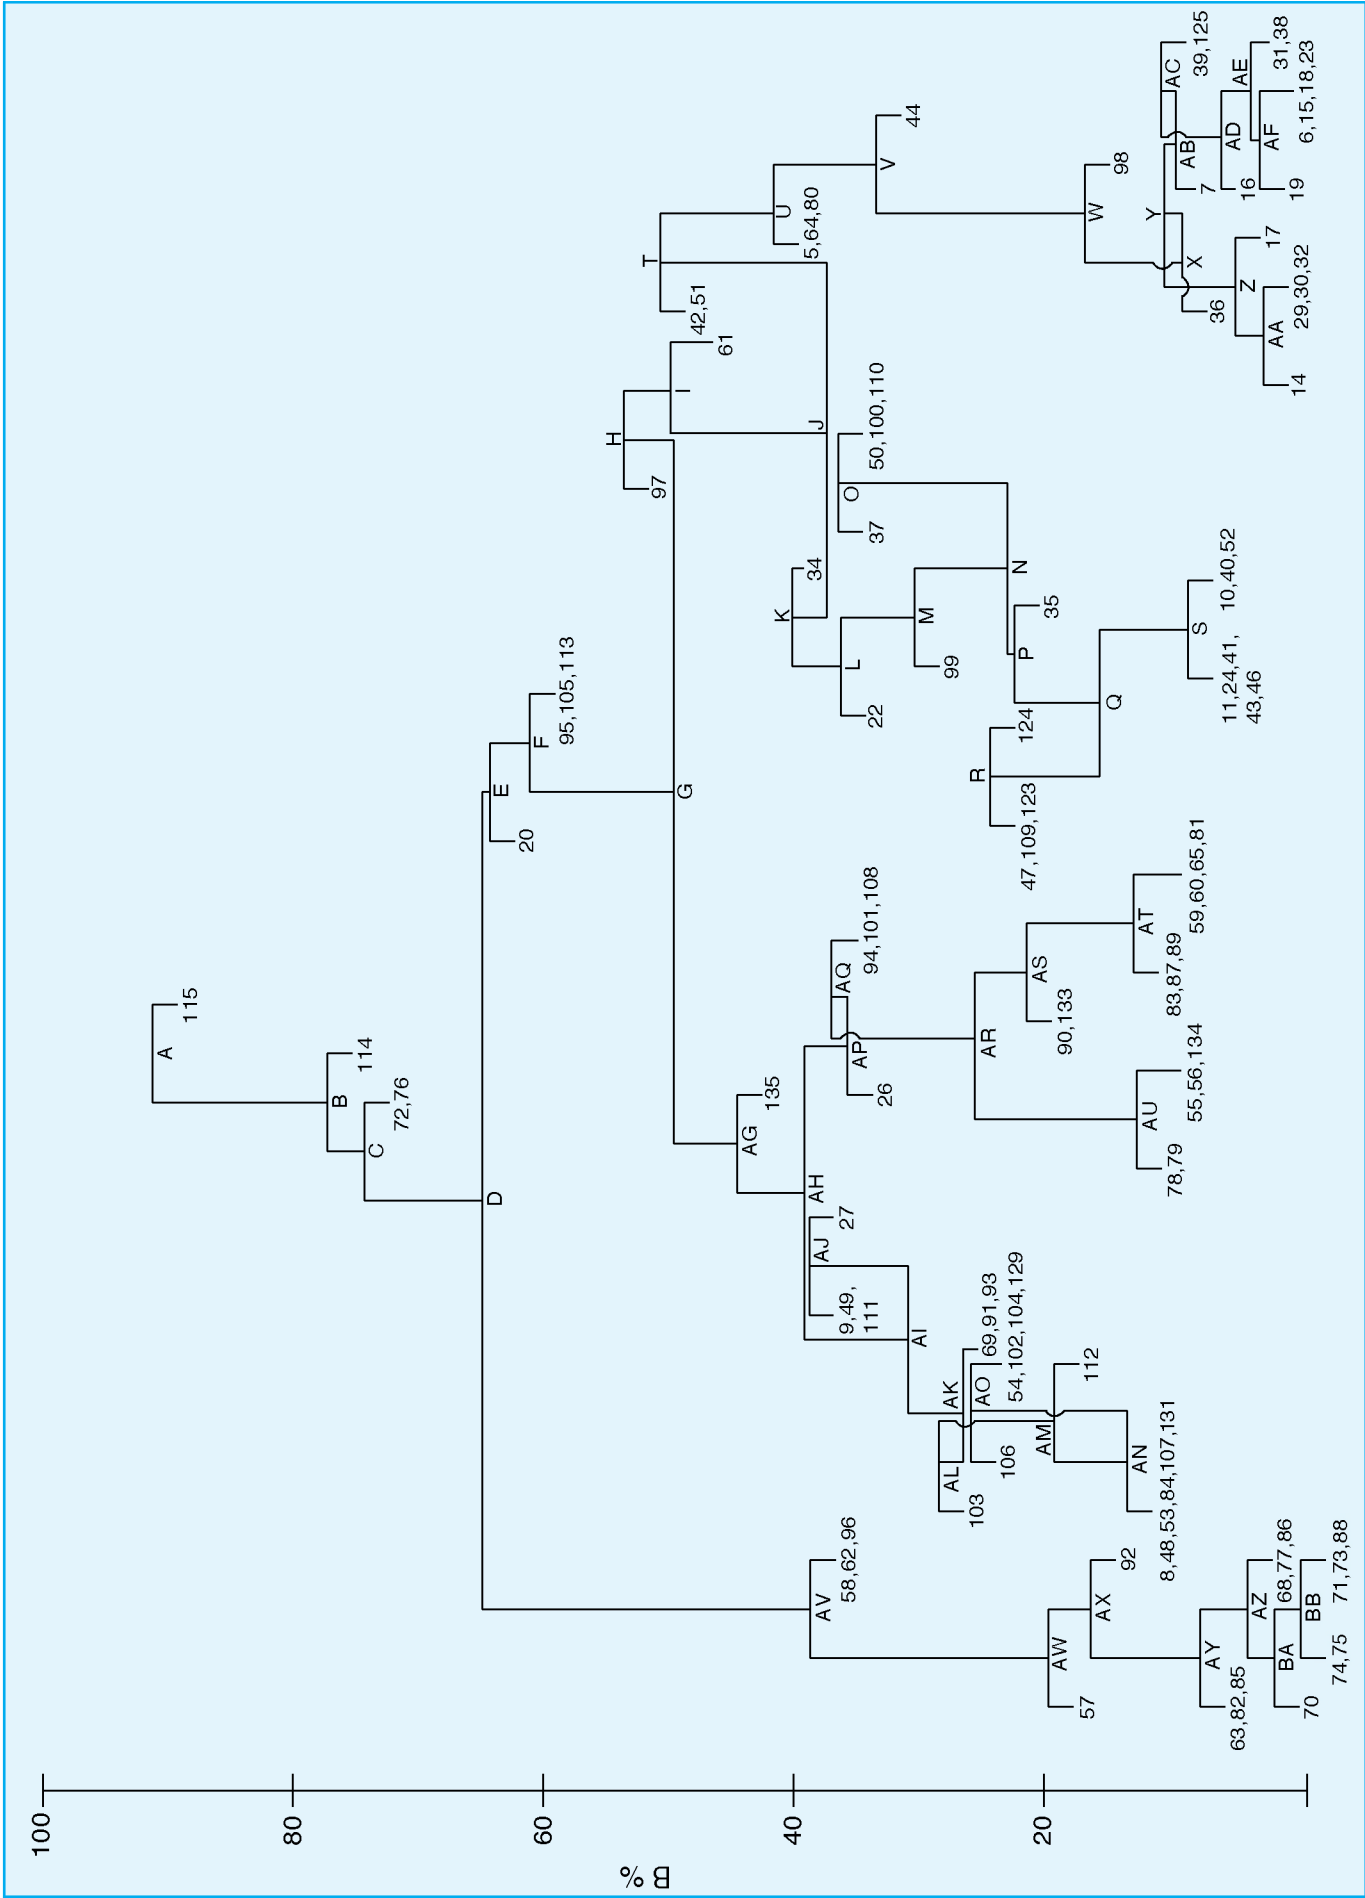 100
80
60
40
20
B %
A
115
B
114
C
72,76
D
E
20
F
95,105,113
G
H
97
I
61
T
42,51
U
5,64,80
V
44
J
K
34
L
22
O
37
50,100,110
M
99
N
P
35
R
47,109,123
124
Q
S
11,24,41,
43,46
10,40,52
W
98
X
36
Y
Z
17
AA
14
29,30,32
AB
7
AC
39,125
AD
16
AE
31,38
AF
19
6,15,18,23
AG
135
AH
AJ
9,49,
111
27
AI
AK
69,91,93
AL
103
AO
106
54,102,104,129
AM
112
AN
8,48,53,84,107,131
AP
26
AQ
94,101,108
AR
AS
90,133
AT
83,87,89
59,60,65,81
AU
78,79
55,56,134
AV
58,62,96
AW
57
AX
92
AY
63,82,85
AZ
68,77,86
BA
70
BB
74,75
71,73,88